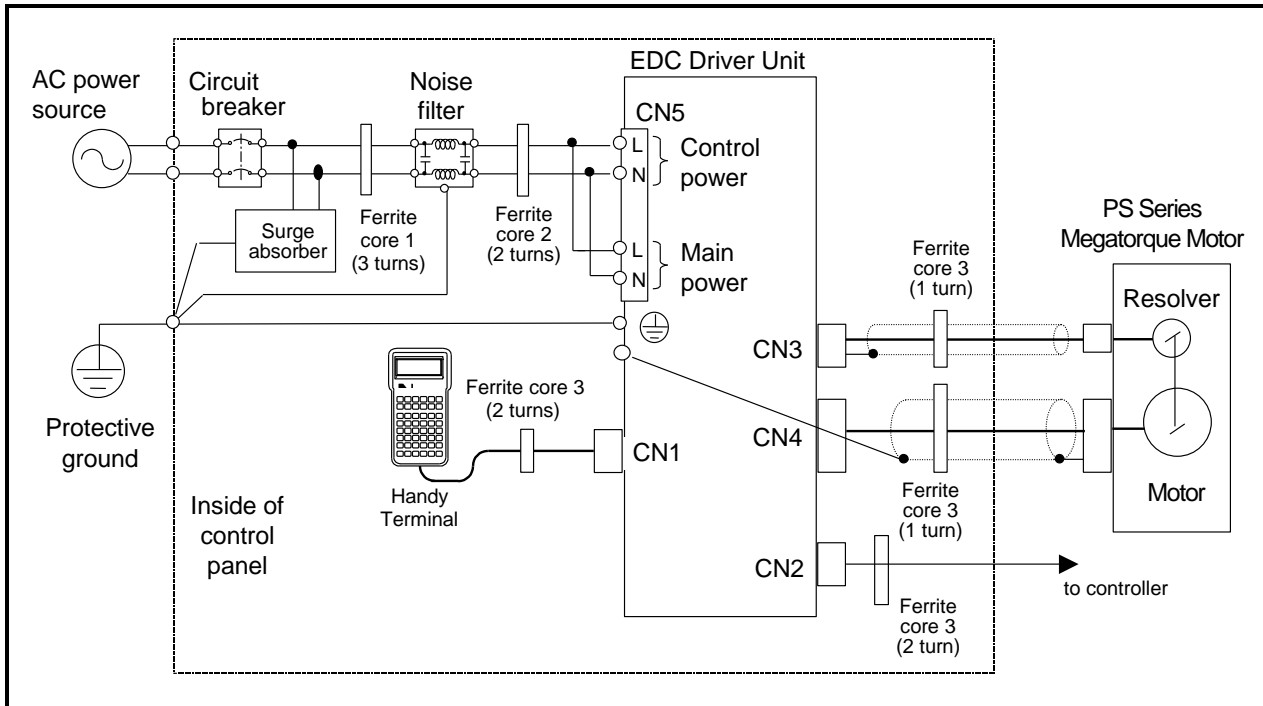 EDC Driver Unit
AC power
source
Circuit
breaker
Noise
filter
CN5
L
N
Control
power
Surge
absorber
Ferrite
core 1
(3 turns)
Ferrite
core 2
(2 turns)
L
N
Main
power
PS Series
Megatorque Motor
Ferrite
core 3
(1 turn)
Resolver
CN3
Protective
ground
Ferrite core 3
(2 turns)
CN1
Handy
Terminal
CN4
Ferrite
core 3
(1 turn)
Motor
Inside of
control
panel
CN2
to controller
Ferrite
core 3
(2 turn)